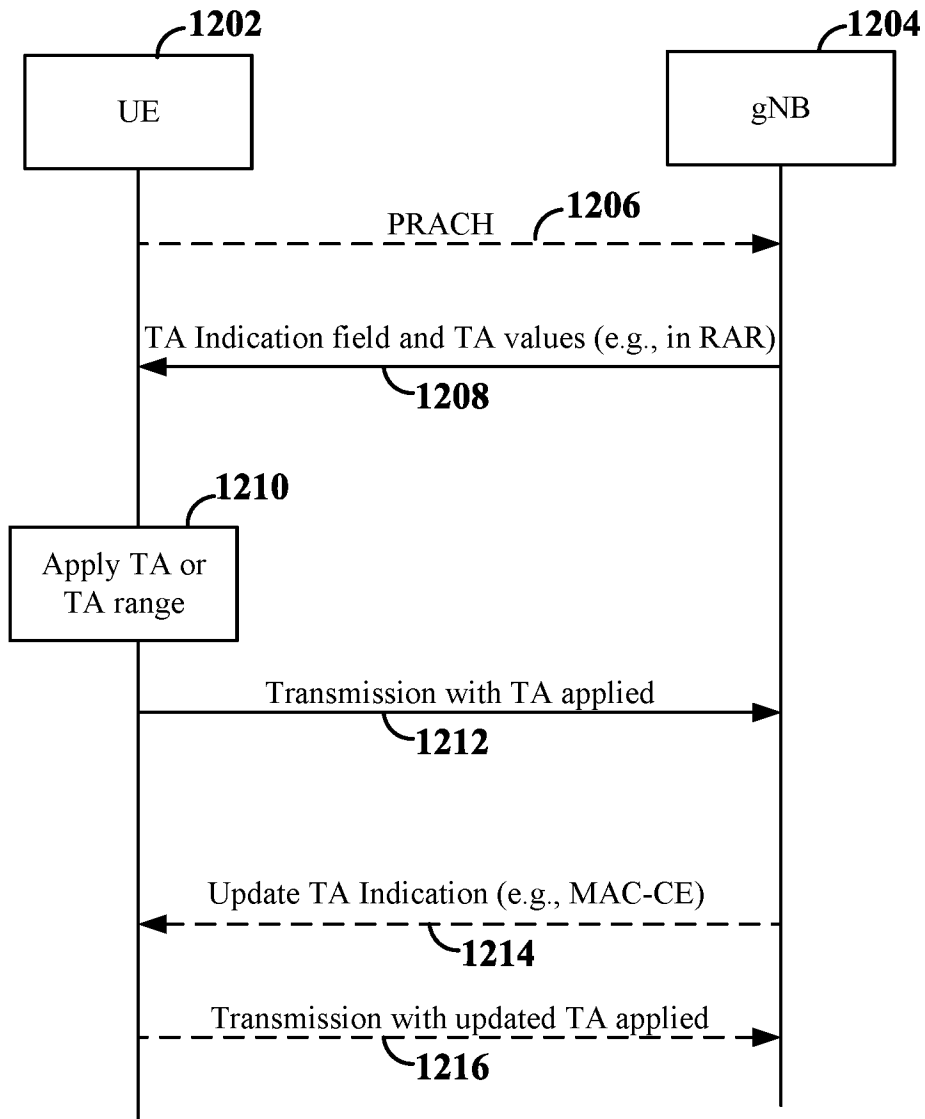 1202
1204
UE
gNB
1206
PRACH
TA Indication field and TA values (e.g., in RAR)
1208
1210
Apply TA or
TA range
Transmission with TA applied
1212
Update TA Indication (e.g., MAC-CE)
1214
Transmission with updated TA applied
1216